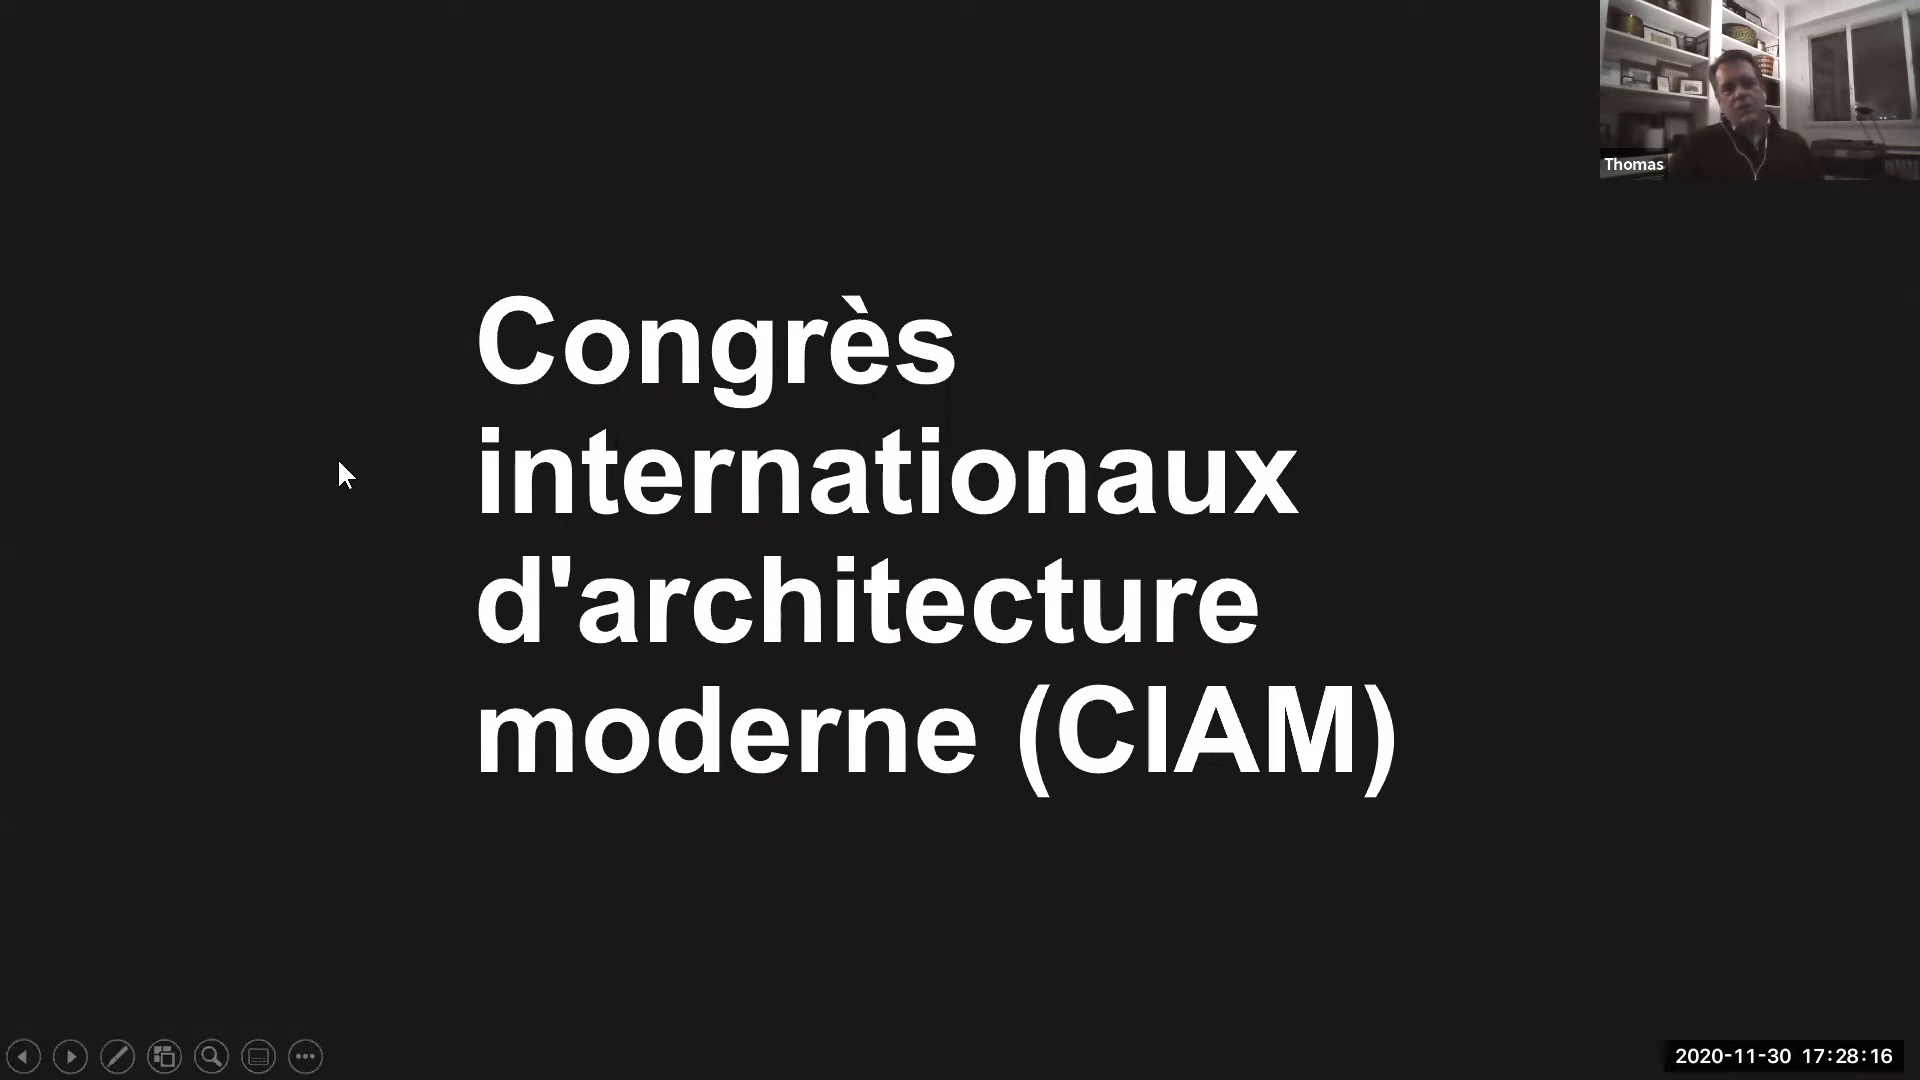 Thomas
Congrès
internationaux
d'architecture
moderne (CIAM)
2020-11-30 17:28:16